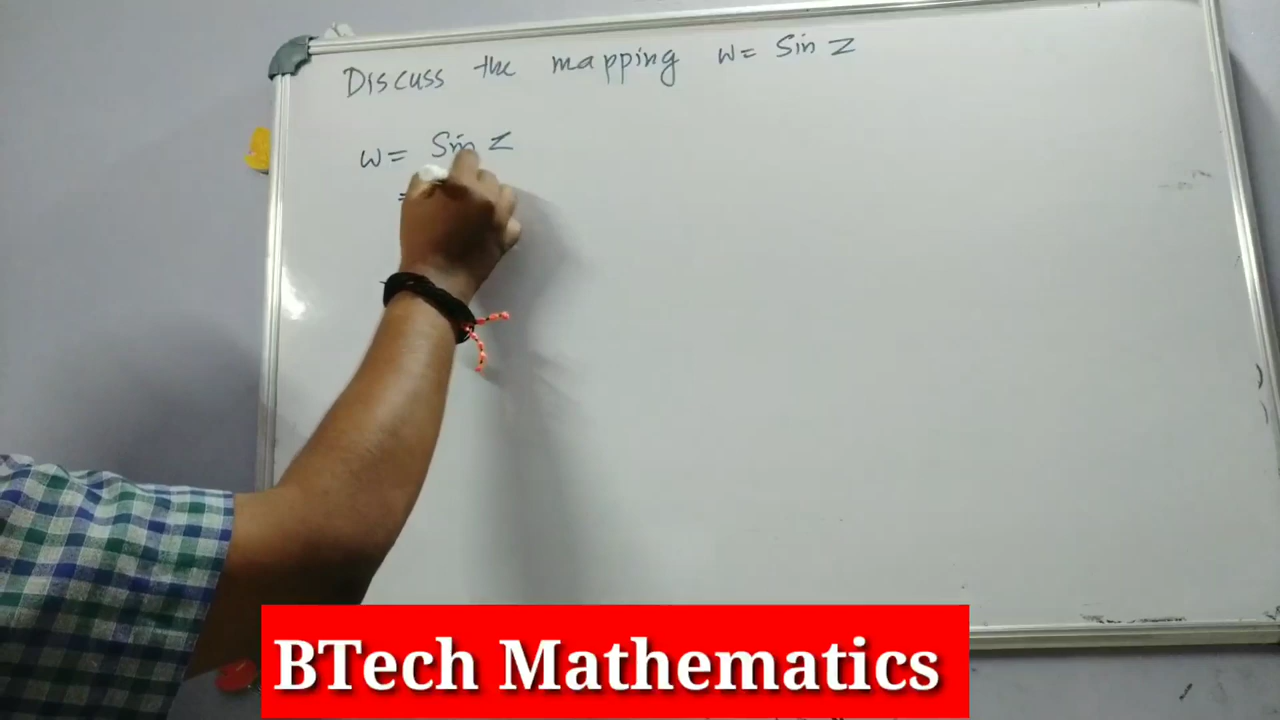 Discuss the mapping w = Sin Z
w = Sin Z
=
BTech Mathematics